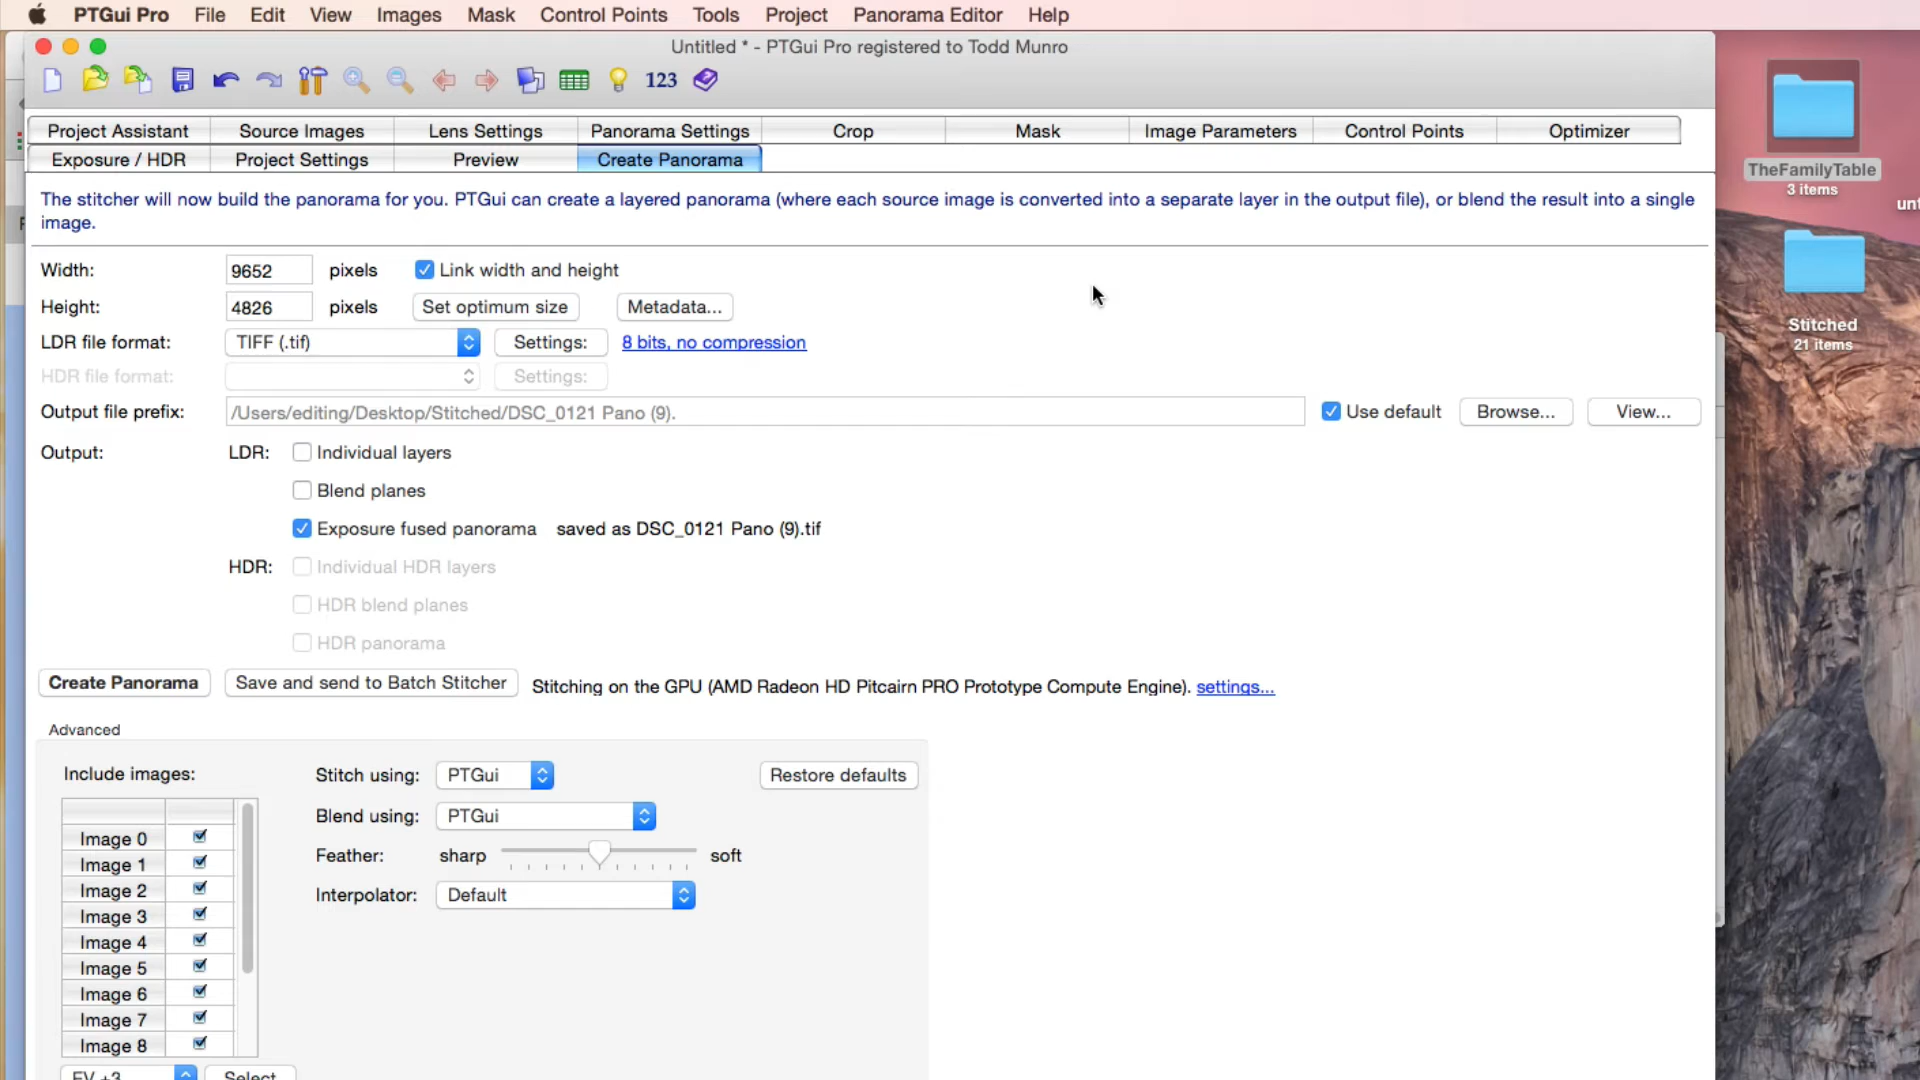 PTGui Pro File Edit View Images Mask Control Points Tools Project Panorama Editor Help
Untitled * - PTGui Pro registered to Todd Munro
123
Project Assistant Source Images Lens Settings Panorama Settings Crop Mask Image Parameters Control Points Optimizer
Exposure / HDR Project Settings Preview Create Panorama
The stitcher will now build the panorama for you. PTGui can create a layered panorama (where each source image is converted into a separate layer in the output file), or blend the result into a single
image.
Width: 9652 pixels Link width and height
Height: 4826 pixels Set optimum size Metadata...
LDR file format: TIFF (.tif) Settings: 8 bits, no compression
HDR file format: Settings:
Output file prefix: /Users/editing/Desktop/Stitched/DSC_0121 Pano (9). Use default Browse... View...
Output: LDR: Individual layers
Blend planes
Exposure fused panorama saved as DSC_0121 Pano (9).tif
HDR: Individual HDR layers
HDR blend planes
HDR panorama
Create Panorama Save and send to Batch Stitcher Stitching on the GPU (AMD Radeon HD Pitcairn PRO Prototype Compute Engine). settings...
Advanced
Include images: Stitch using: PTGui Restore defaults
Blend using: PTGui
Image 0
Feather: sharp soft
Image 1
Image 2
Interpolator: Default
Image 3
Image 4
Image 5
Image 6
Image 7
Image 8
EV +3 Select
TheFamilyTable
3 items
Stitched
21 items